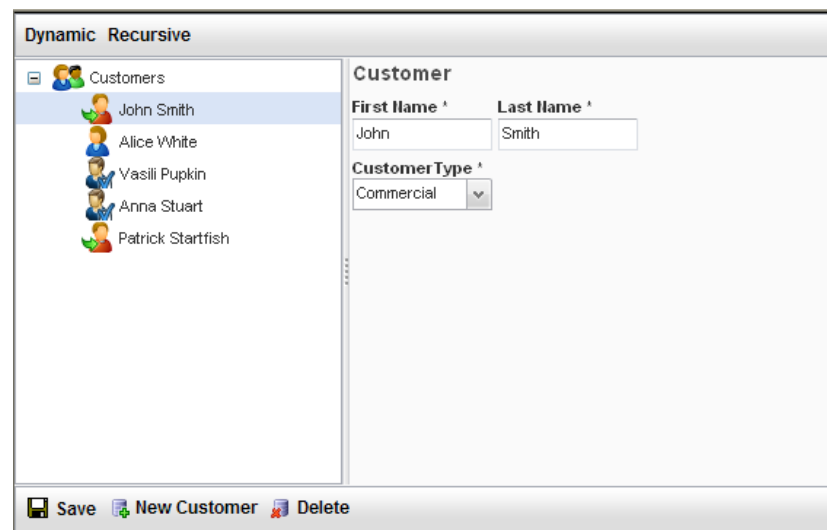 Dynamic Recursive
Customers
John Smith
Alice White
Vasili Pupkin
Anna Stuart
Patrick Startfish
Customer
First Name * Last Name *
John Smith
CustomerType *
Commercial
Save New Customer Delete